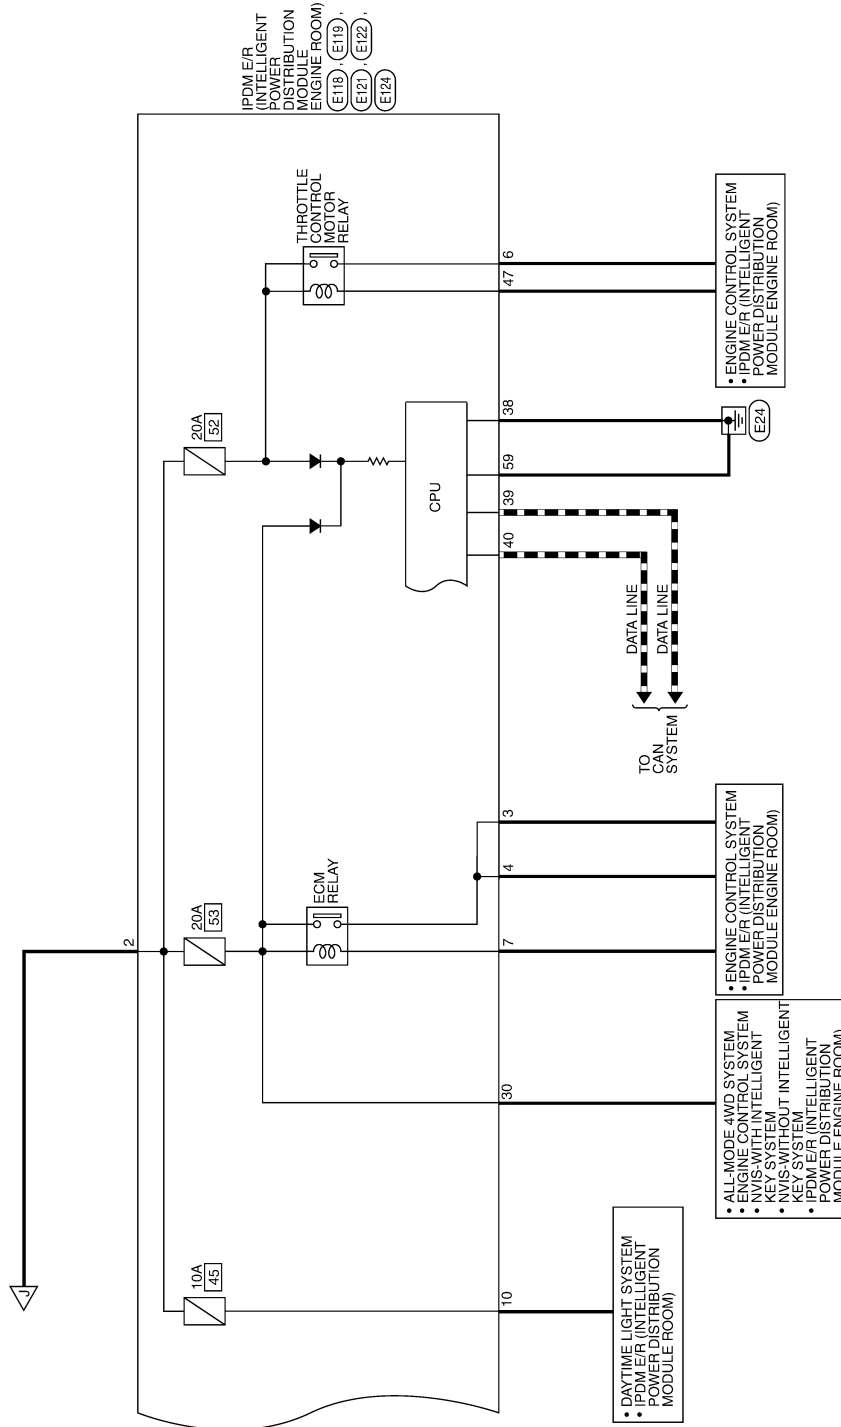 J
2
10A
45
20A
53
20A
52
IPDM E/R
(INTELLIGENT
POWER
DISTRIBUTION
MODULE
ENGINE ROOM)
E118 , E119 ,
E121 , E122 ,
E124
ECM
RELAY
THROTTLE
CONTROL
MOTOR
RELAY
CPU
10
30
7
4
3
40
39
59
38
47
6
DATA LINE
DATA LINE
TO
CAN
SYSTEM
E24
• DAYTIME LIGHT SYSTEM
• IPDM E/R (INTELLIGENT
POWER DISTRIBUTION
MODULE ROOM)
• ALL-MODE 4WD SYSTEM
• ENGINE CONTROL SYSTEM
• NVIS-WITH INTELLIGENT
KEY SYSTEM
• NVIS-WITHOUT INTELLIGENT
KEY SYSTEM
• IPDM E/R (INTELLIGENT
POWER DISTRIBUTION
MODULE ENGINE ROOM)
• ENGINE CONTROL SYSTEM
• IPDM E/R (INTELLIGENT
POWER DISTRIBUTION
MODULE ENGINE ROOM)
• ENGINE CONTROL SYSTEM
• IPDM E/R (INTELLIGENT
POWER DISTRIBUTION
MODULE ENGINE ROOM)